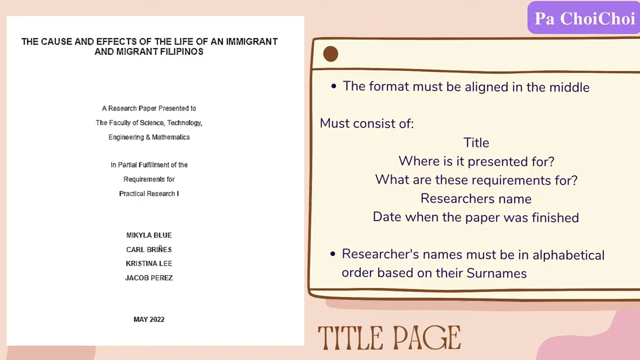 Pa ChoiChoi
THE CAUSE AND EFFECTS OF THE LIFE OF AN IMMIGRANT
AND MIGRANT FILIPINOS
A Research Paper Presented to
The Faculty of Science, Technology,
Engineering & Mathematics
In Partial Fulfillment of the
Requirements for
Practical Research I
MIKYLA BLUE
CARL BRIÑES
KRISTINA LEE
JACOB PEREZ
MAY 2022
• The format must be aligned in the middle
Must consist of:
Title
Where is it presented for?
What are these requirements for?
Researchers name
Date when the paper was finished
• Researcher's names must be in alphabetical
order based on their Surnames
TITLE PAGE